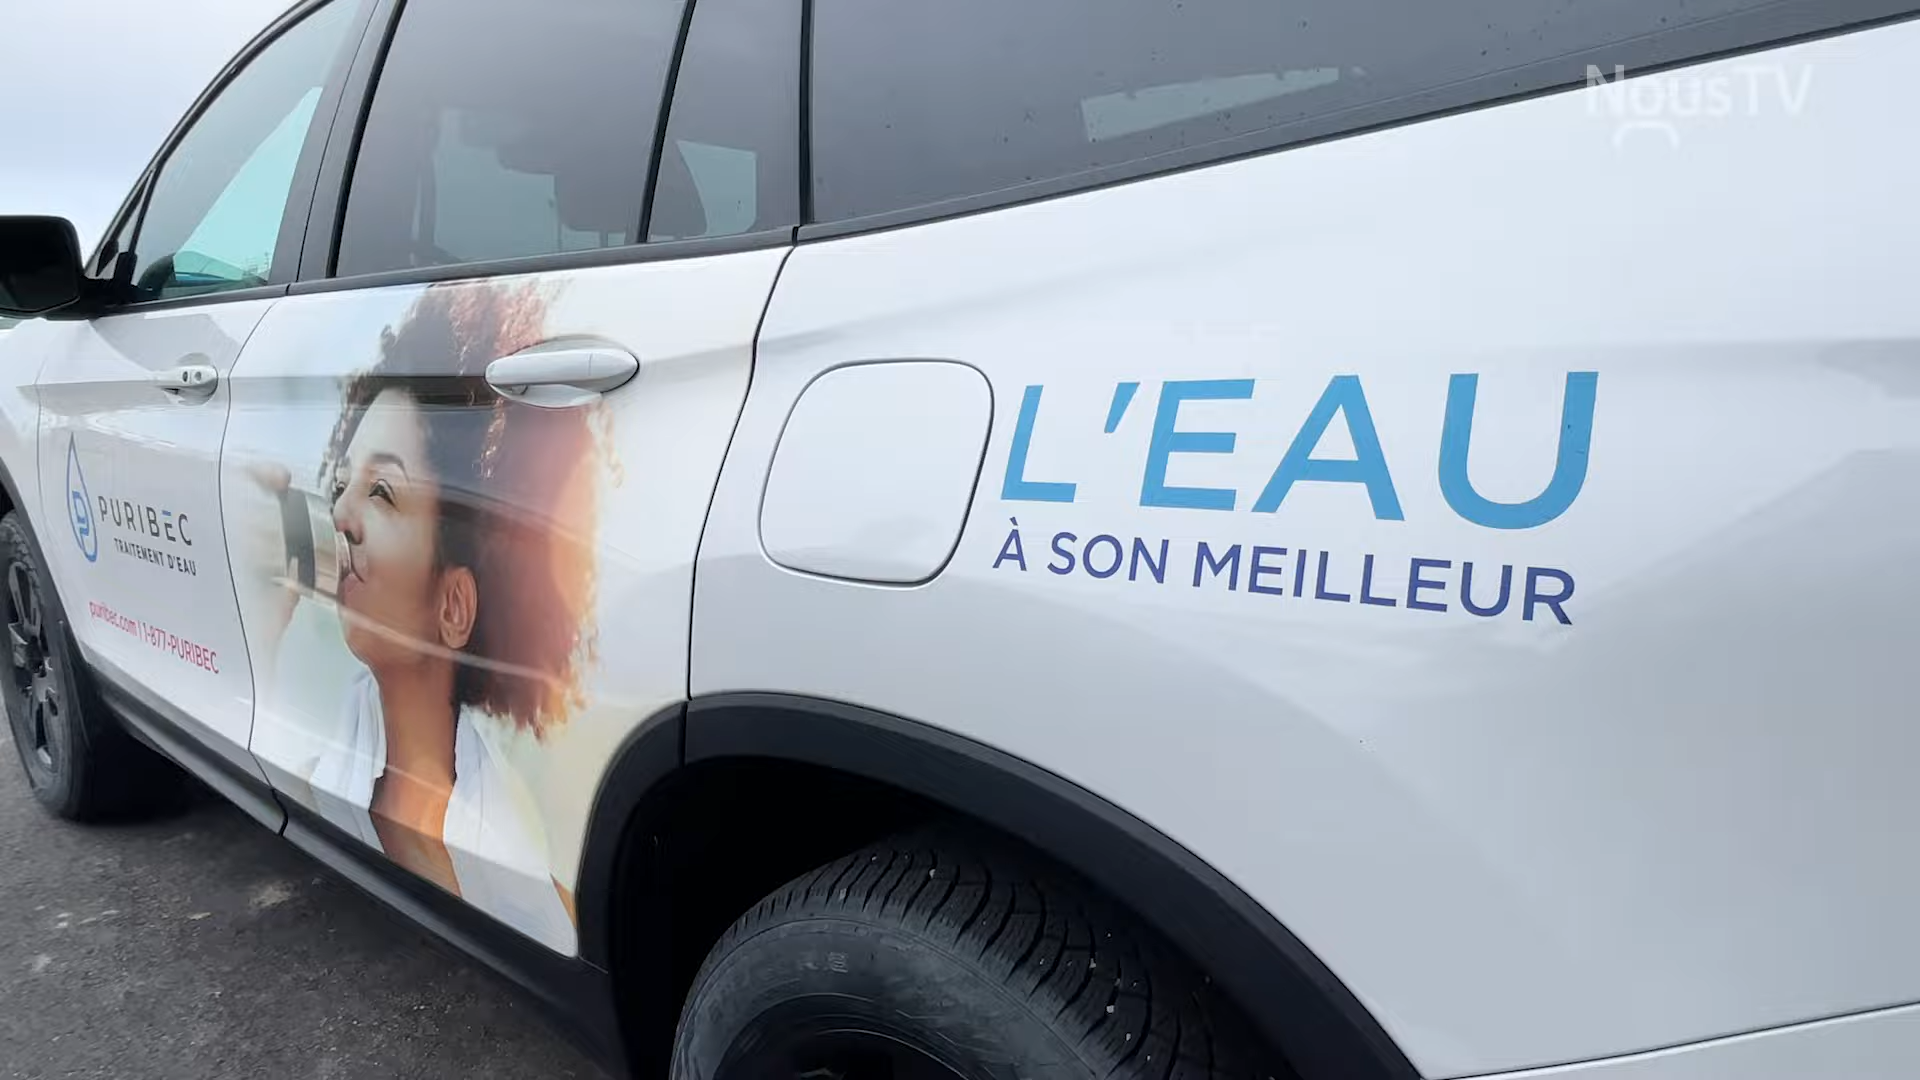 NousTV
L'EAU
À SON MEILLEUR
PURIBEC
TRAITEMENT D'EAU
puribec.com | 1-877-PURIBEC